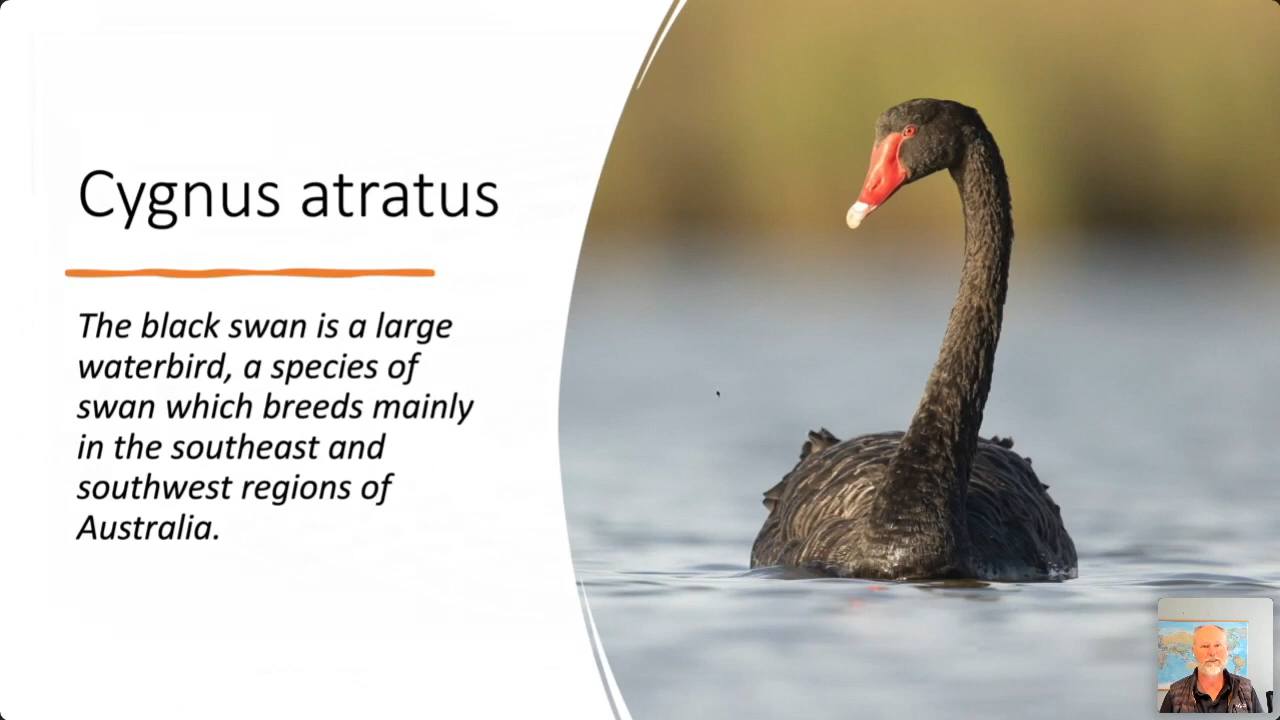 Cygnus atratus
The black swan is a large
waterbird, a species of
swan which breeds mainly
in the southeast and
southwest regions of
Australia.